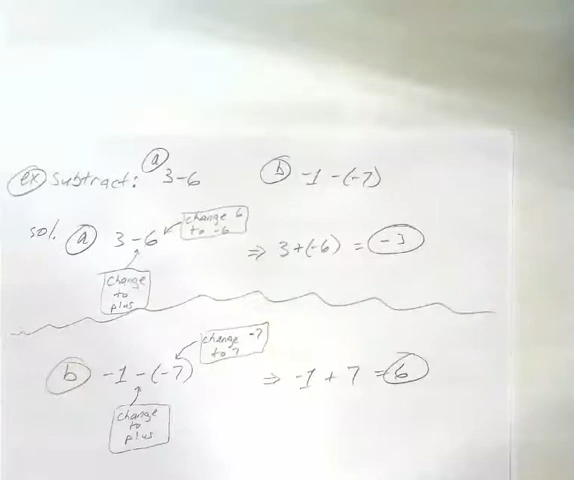 ex subtract: a 3-6 b -1 -(-7)
sol. a 3-6 change 6 to -6 ⇒ 3+(-6) = -3
change to plus
b -1 -(-7) change -7 to 7 ⇒ -1 + 7 = 6
change to plus